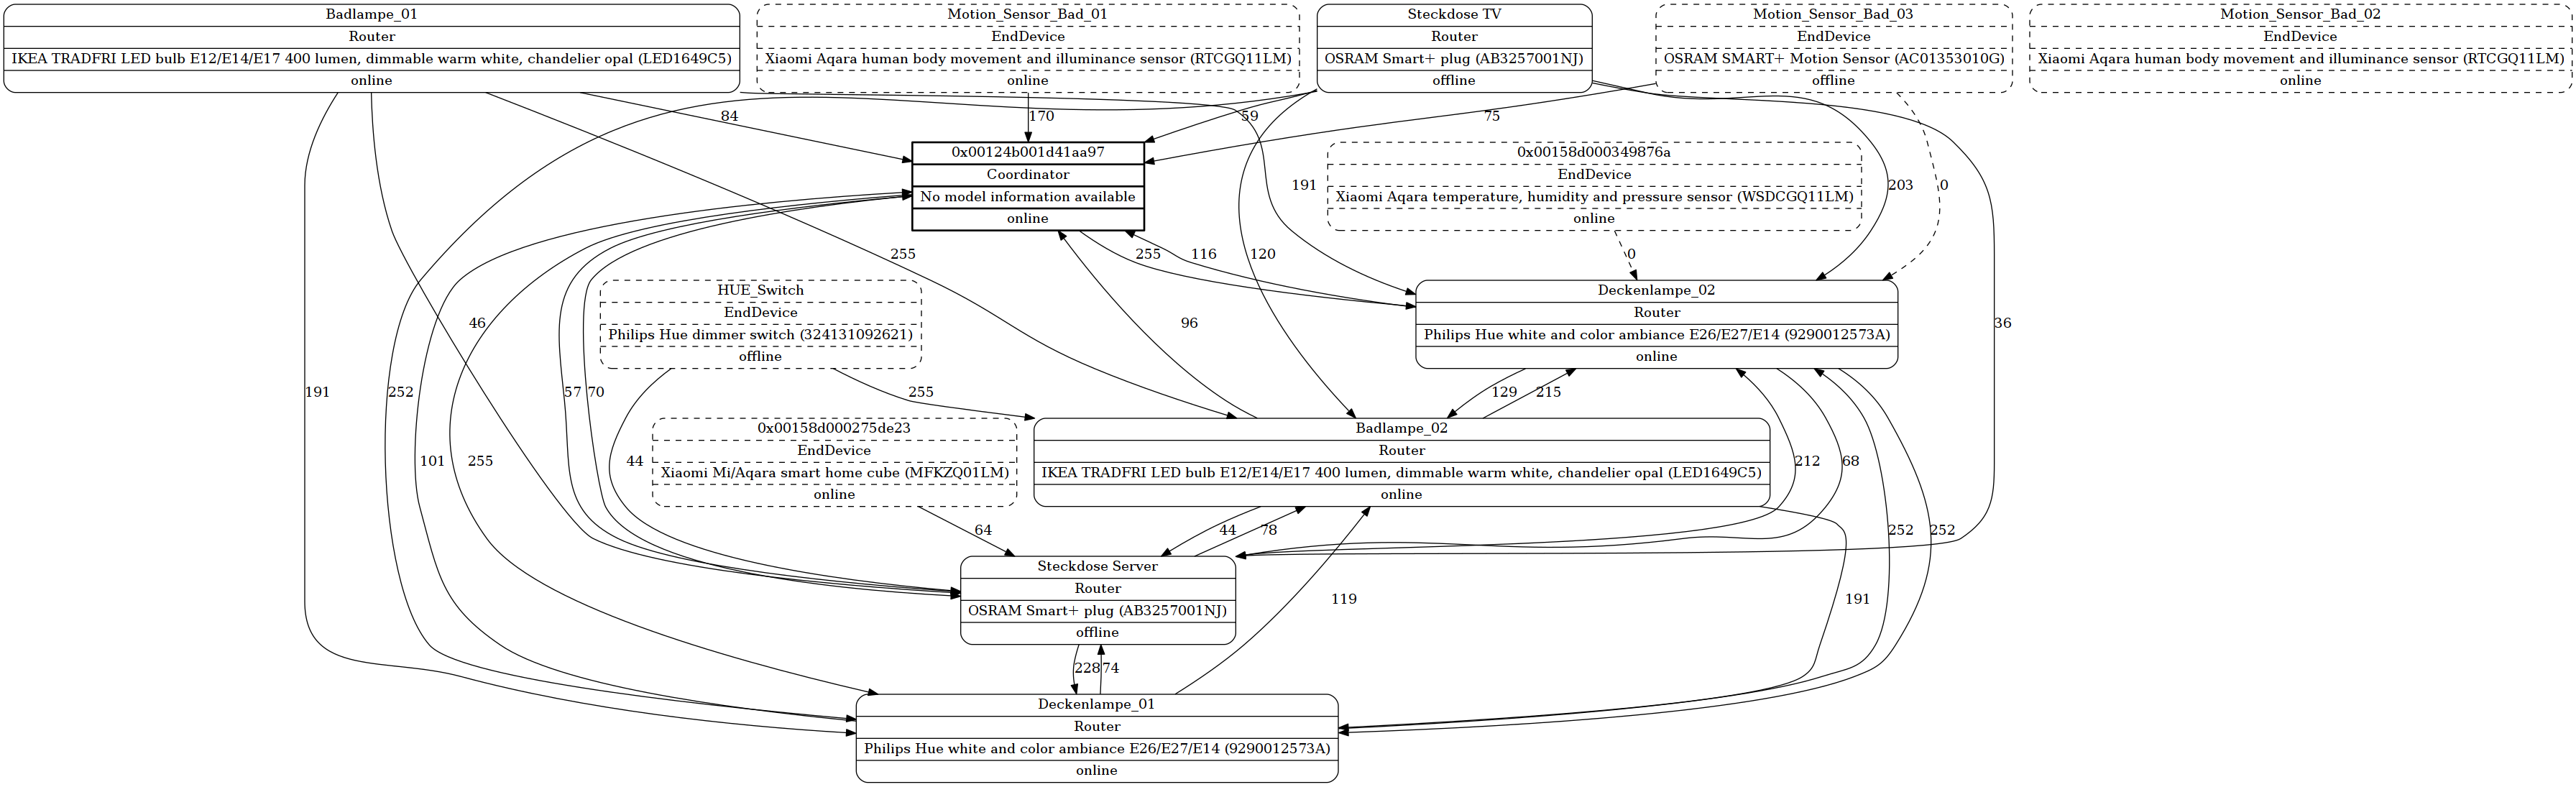 Badlampe_01
Router
IKEA TRADFRI LED bulb E12/E14/E17 400 lumen, dimmable warm white, chandelier opal (LED1649C5)
online
Motion_Sensor_Bad_01
EndDevice
Xiaomi Aqara human body movement and illuminance sensor (RTCGQ11LM)
online
Steckdose TV
Router
OSRAM Smart+ plug (AB3257001NJ)
offline
Motion_Sensor_Bad_03
EndDevice
OSRAM SMART+ Motion Sensor (AC01353010G)
offline
Motion_Sensor_Bad_02
EndDevice
Xiaomi Aqara human body movement and illuminance sensor (RTCGQ11LM)
online
84
170
59
75
0x00124b001d41aa97
Coordinator
No model information available
online
0x00158d000349876a
EndDevice
Xiaomi Aqara temperature, humidity and pressure sensor (WSDCGQ11LM)
online
191
203
0
255
255
116
120
0
HUE_Switch
EndDevice
Philips Hue dimmer switch (324131092621)
offline
Deckenlampe_02
Router
Philips Hue white and color ambiance E26/E27/E14 (9290012573A)
online
46
96
36
191
252
57
70
255
129
215
0x00158d000275de23
EndDevice
Xiaomi Mi/Aqara smart home cube (MFKZQ01LM)
online
Badlampe_02
Router
IKEA TRADFRI LED bulb E12/E14/E17 400 lumen, dimmable warm white, chandelier opal (LED1649C5)
online
101
255
44
212
68
64
44
78
252
252
Steckdose Server
Router
OSRAM Smart+ plug (AB3257001NJ)
offline
119
191
228
74
Deckenlampe_01
Router
Philips Hue white and color ambiance E26/E27/E14 (9290012573A)
online